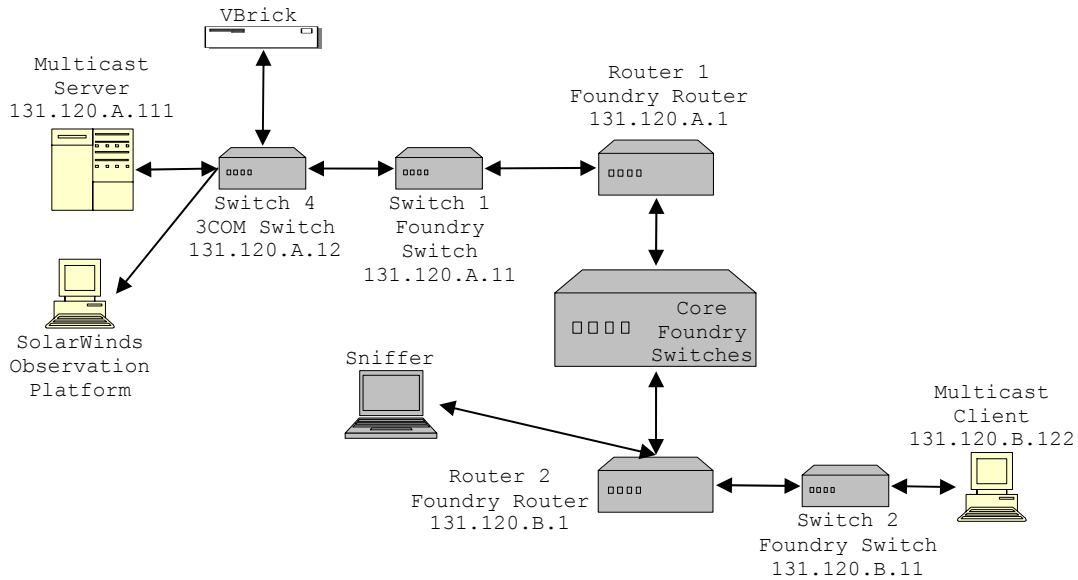 VBrick
Multicast
Server
131.120.A.111
Router 1
Foundry Router
131.120.A.1
Switch 4
3COM Switch
131.120.A.12
Switch 1
Foundry
Switch
131.120.A.11
SolarWinds
Observation
Platform
Core
Foundry
Switches
Sniffer
Multicast
Client
131.120.B.122
Router 2
Foundry Router
131.120.B.1
Switch 2
Foundry Switch
131.120.B.11